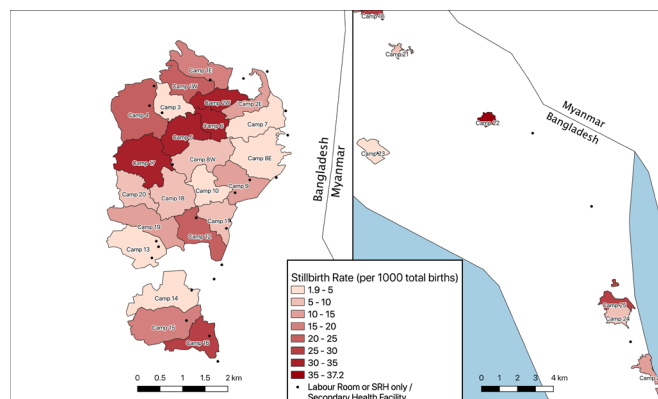 Camp 1E
Camp 1W
Camp 3
Camp 2W
Camp 2E
Camp 4
Camp 7
Camp 6
Camp 5
Camp 17
Camp 8W
Camp 8E
Camp 10
Camp 9
Camp 20
Camp 18
Camp 11
Camp 19
Camp 12
Camp 13
Camp 14
Camp 15
Camp 16
Camp 21
Camp 22
Camp 23
Camp 24
Camp
Bangladesh
Myanmar
Myanmar
Bangladesh
Stillbirth Rate (per 1000 total births)
1.9 - 5
5 - 10
10 - 15
15 - 20
20 - 25
25 - 30
30 - 35
35 - 37.2
Labour Room or SRH only /
Secondary Health Facility
0 0.5 1 1.5 2 km
0 1 2 3 4 km